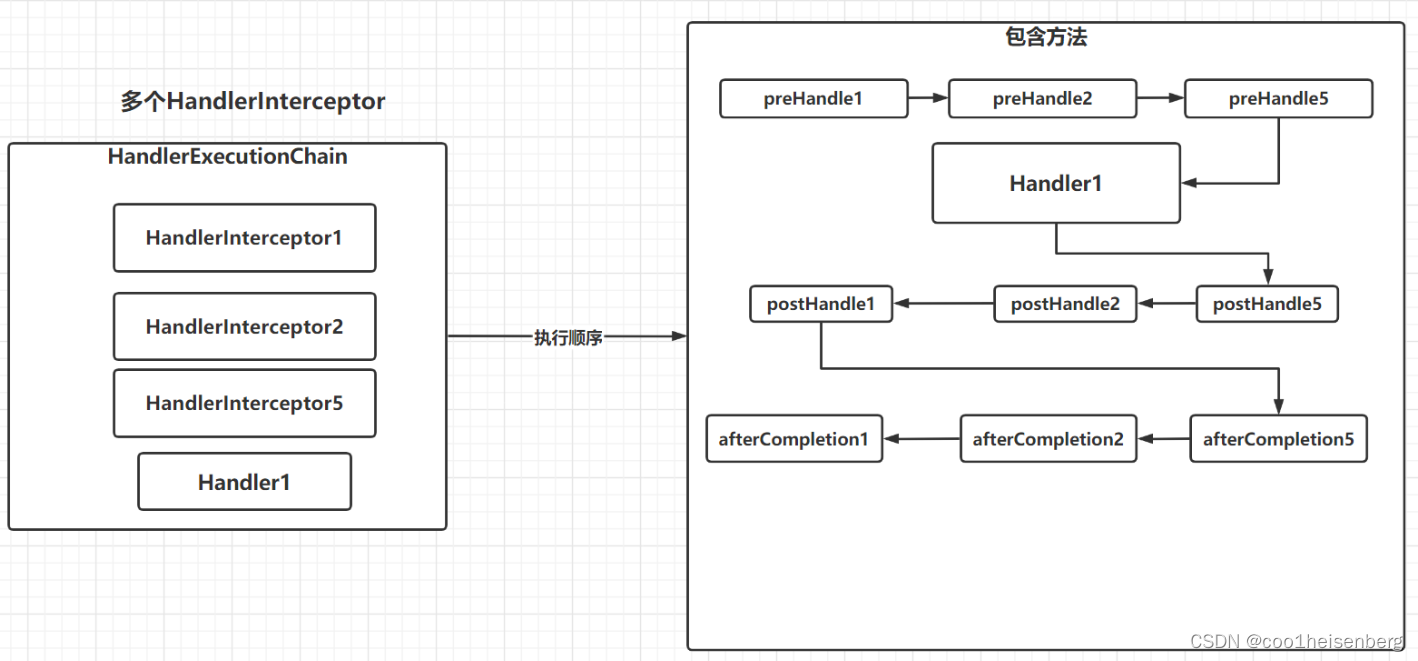 多个HandlerInterceptor
HandlerExecutionChain
HandlerInterceptor1
HandlerInterceptor2
HandlerInterceptor5
Handler1
执行顺序
包含方法
preHandle1
preHandle2
preHandle5
Handler1
postHandle1
postHandle2
postHandle5
afterCompletion1
afterCompletion2
afterCompletion5
CSDN @coo1heisenberg